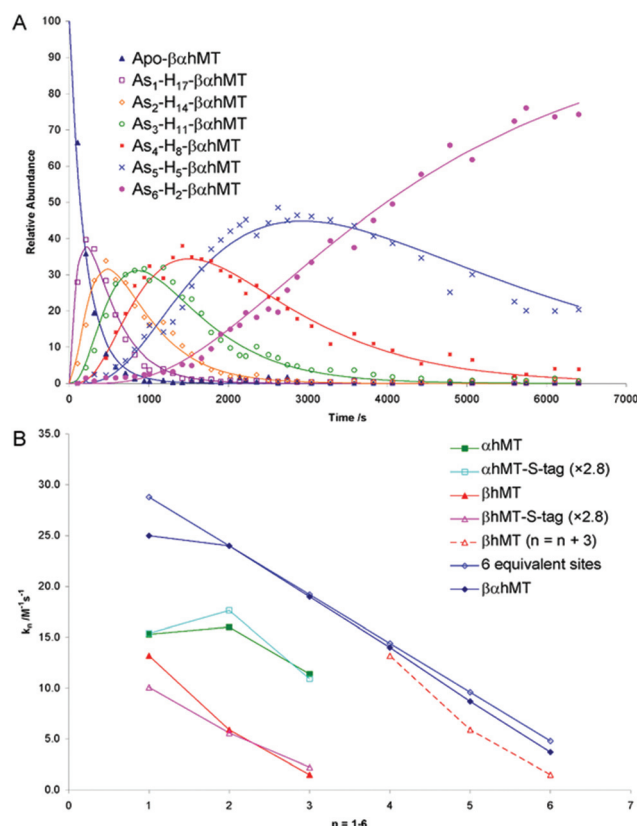 A
100
90
80
70
60
50
40
30
20
10
0
Relative Abundance
Apo-βαhMT
As₁-H₁₇-βαhMT
As₂-H₁₄-βαhMT
As₃-H₁₁-βαhMT
As₄-H₈-βαhMT
As₅-H₅-βαhMT
As₆-H₂-βαhMT
0 1000 2000 3000 4000 5000 6000 7000
Time /s
B
35.0
30.0
25.0
20.0
15.0
10.0
5.0
0.0
kₙ /M⁻¹s⁻¹
αhMT
αhMT-S-tag (×2.8)
βhMT
βhMT-S-tag (×2.8)
βhMT (n = n + 3)
6 equivalent sites
βαhMT
0 1 2 3 4 5 6 7
n = 1-6